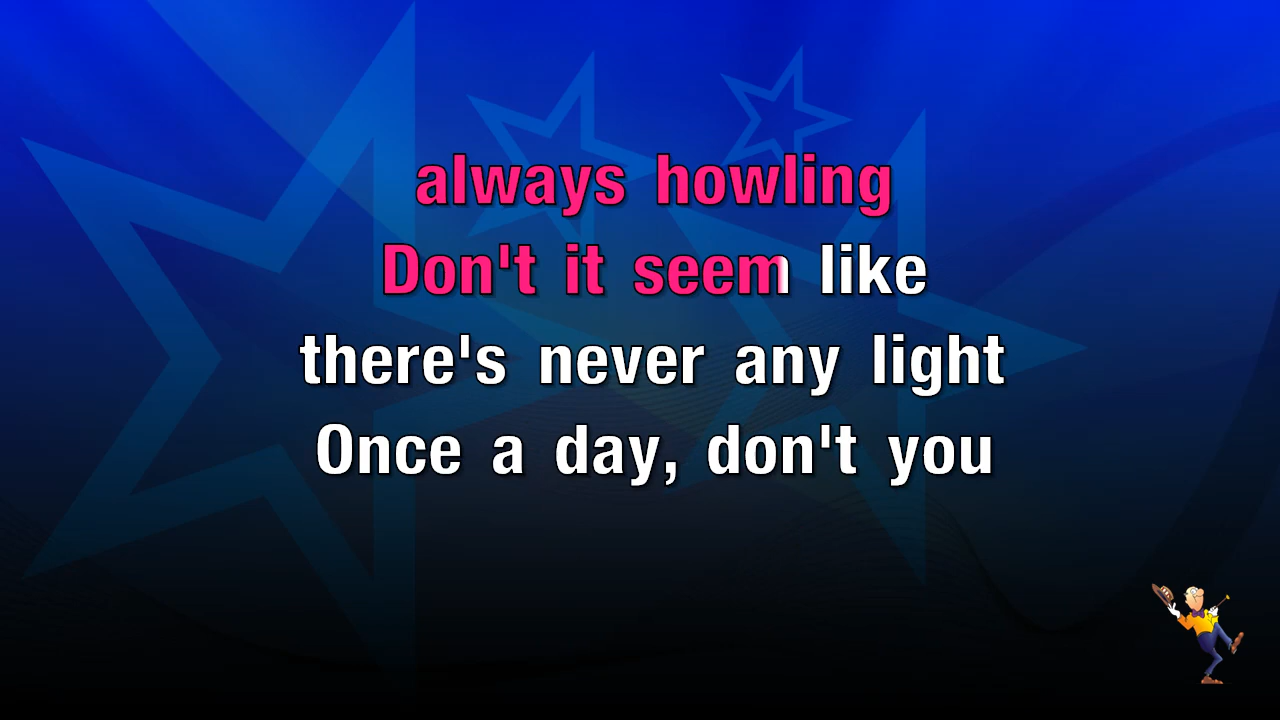 always howling
Don't it seem like
there's never any light
Once a day, don't you